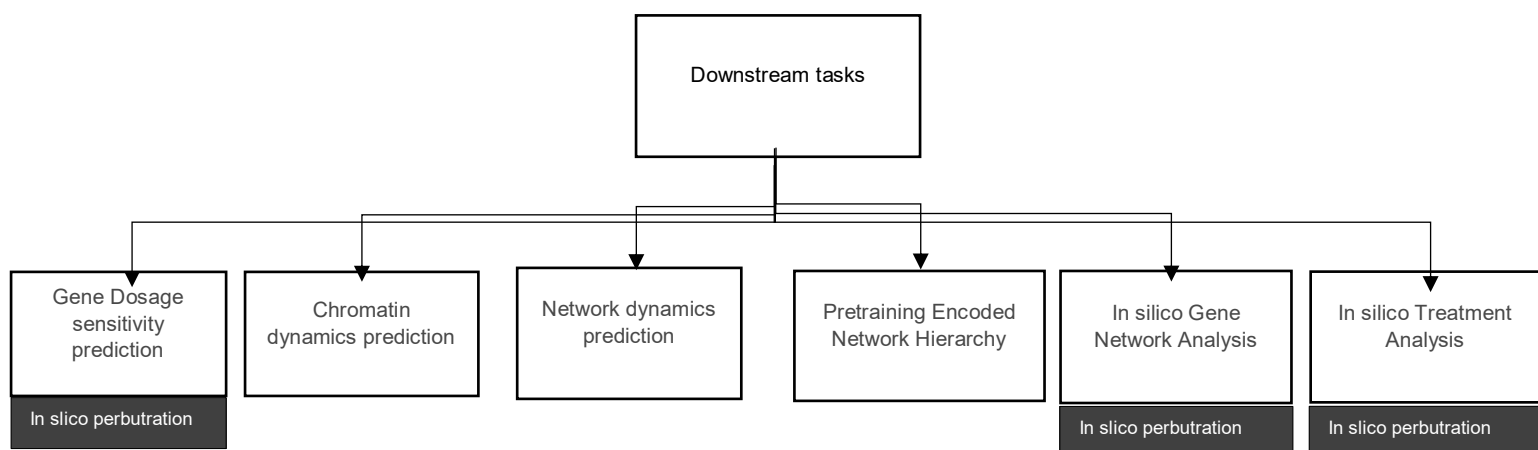 Downstream tasks
Gene Dosage
sensitivity
prediction
In slico perbutration
Chromatin
dynamics prediction
Network dynamics
prediction
Pretraining Encoded
Network Hierarchy
In silico Gene
Network Analysis
In slico perbutration
In silico Treatment
Analysis
In slico perbutration